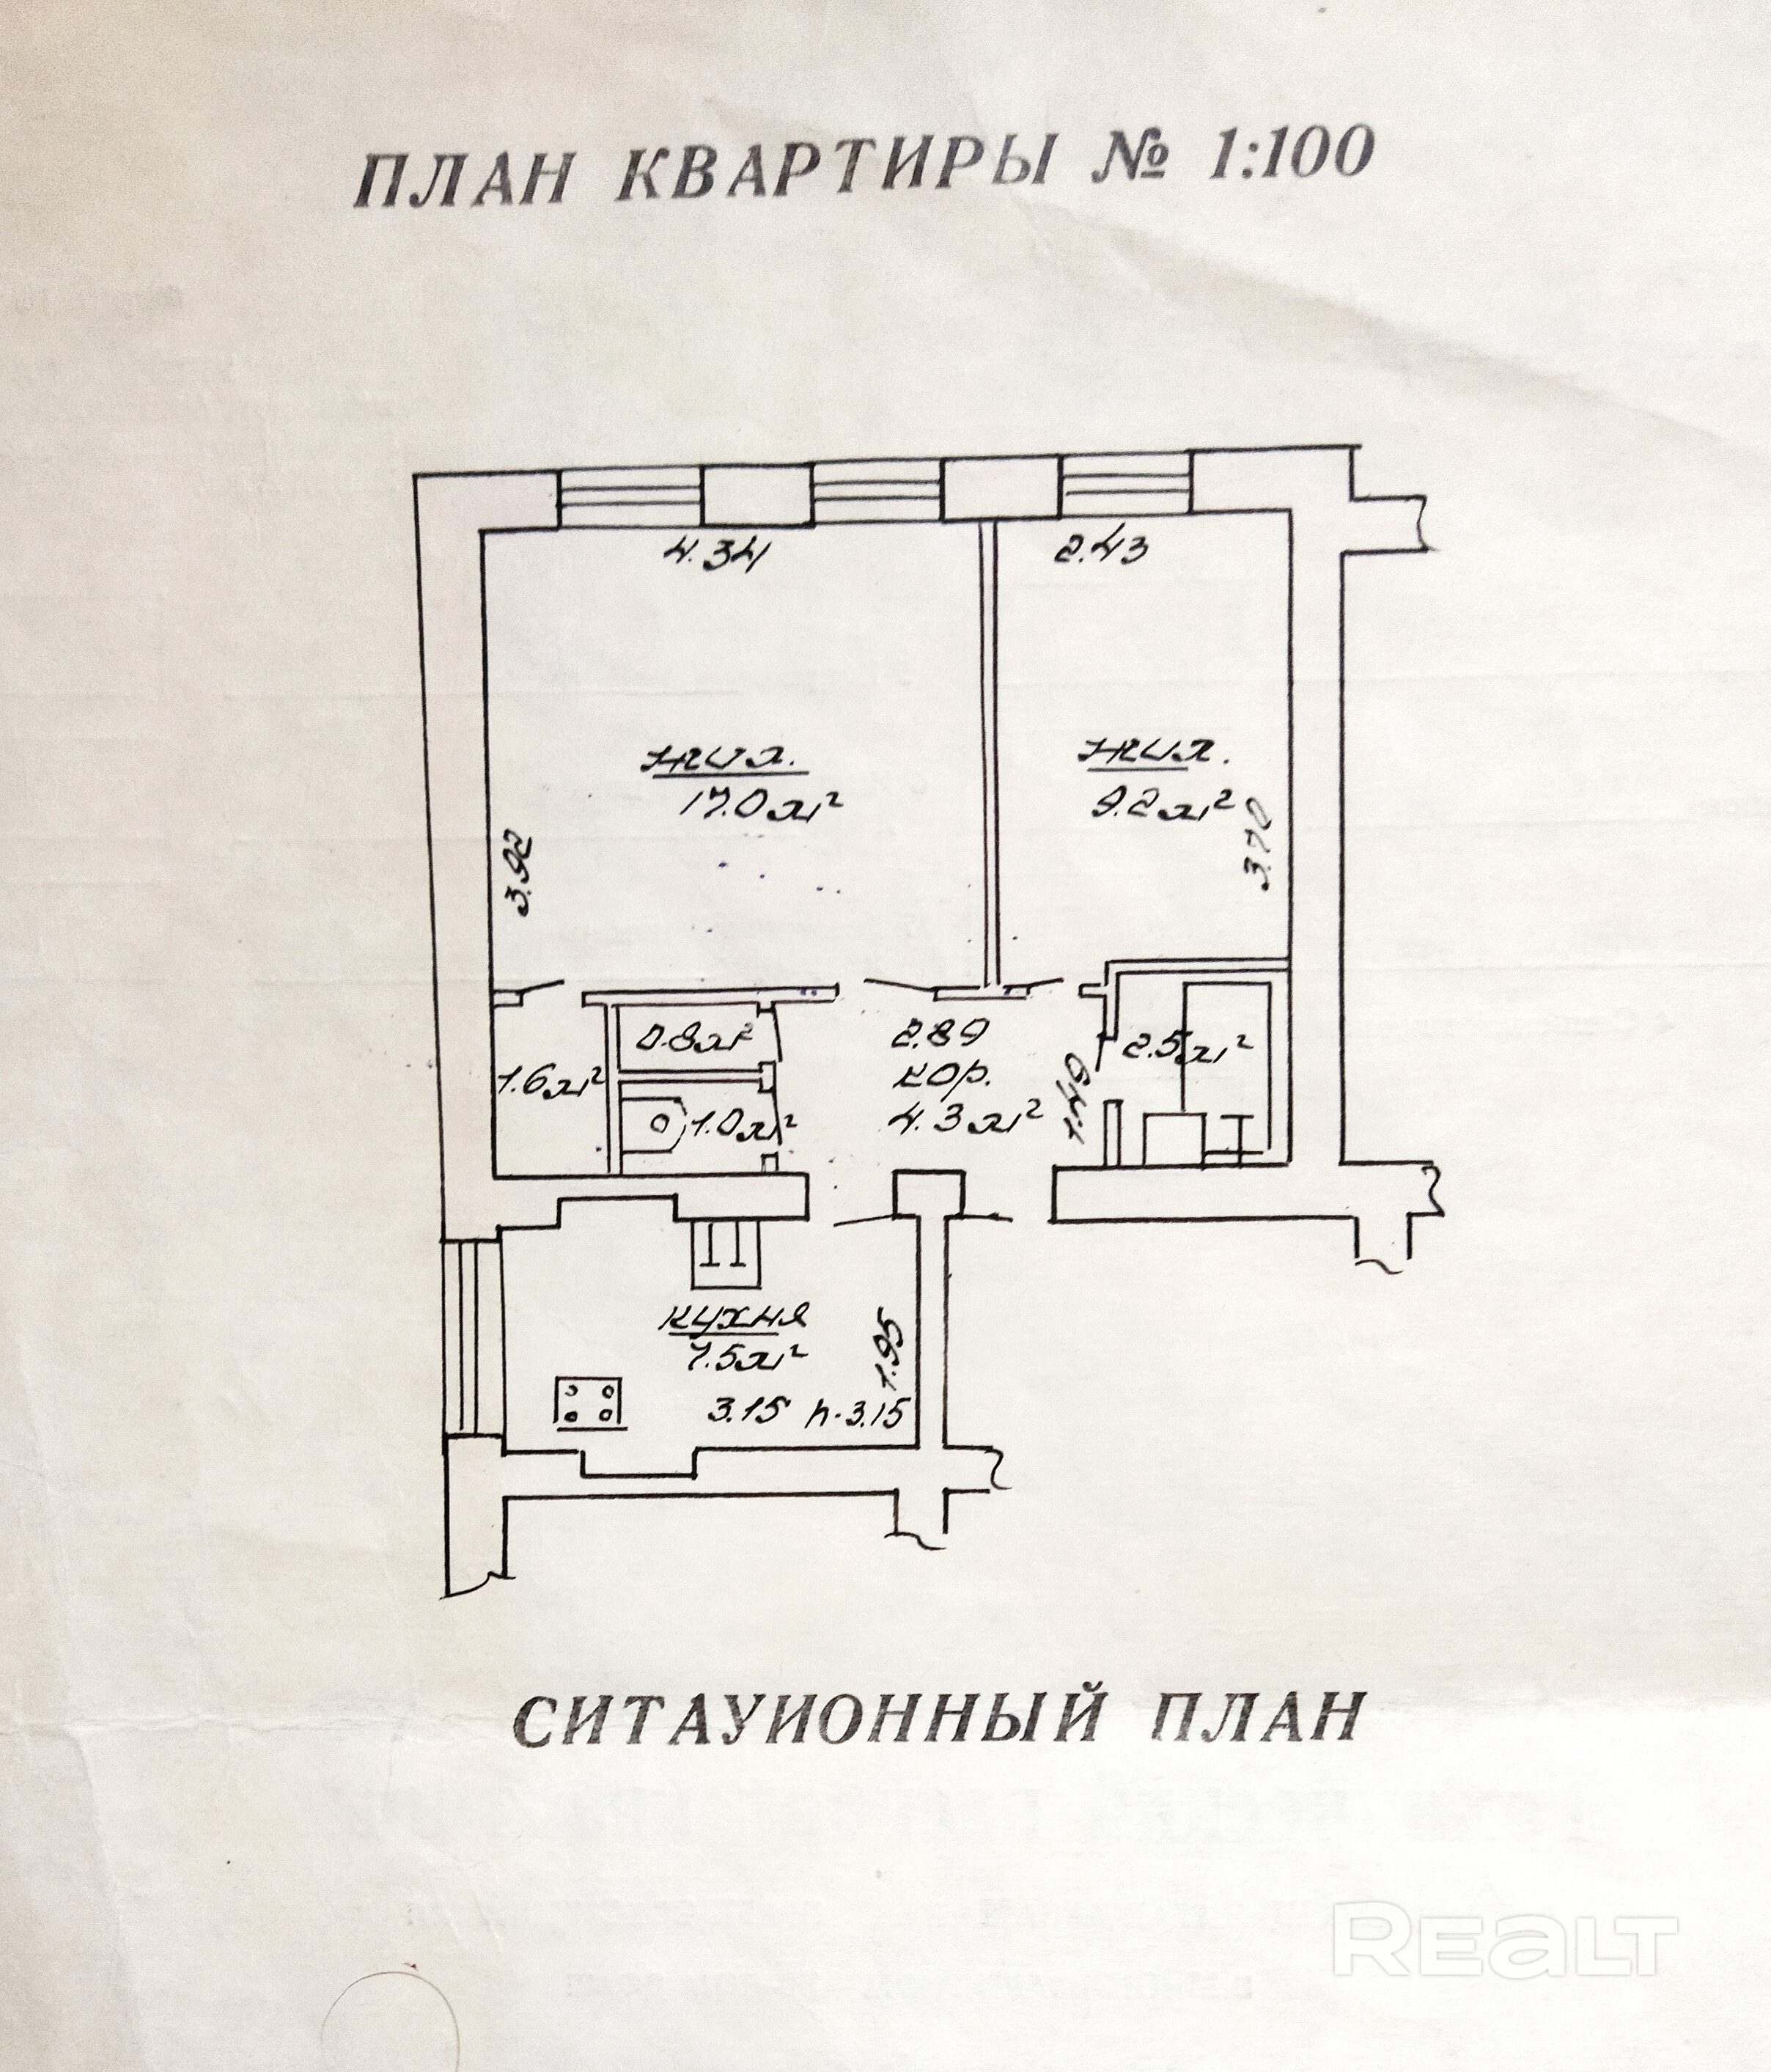 ПЛАН КВАРТИРЫ № 1:100
4.34
2.43
жил.
17.0м²
жил.
9.2м²
3.92
3.70
0.8м²
2.89
2.5м²
1.6м²
кор.
1.49
1.0м²
4.3м²
кухня
7.5м²
1.95
3.15 h-3.15
СИТАУИОННЫЙ ПЛАН
REALT